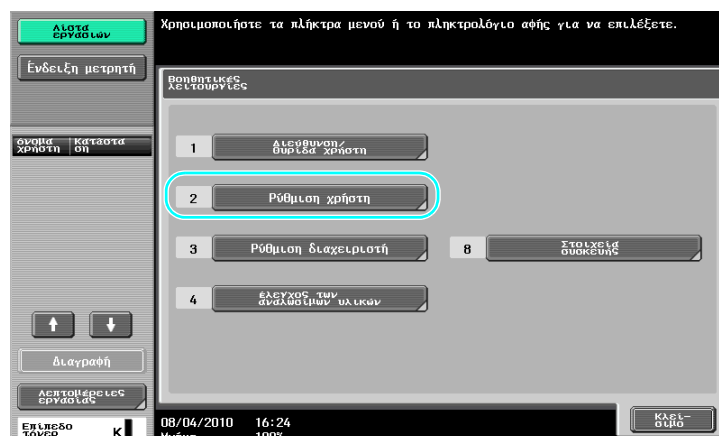 Λίστα
εργασιών
Χρησιμοποιήστε τα πλήκτρα μενού ή το πληκτρολόγιο αφής για να επιλέξετε.
Ένδειξη μετρητή
Βοηθητικές
λειτουργίες
όνομα
χρήστη
Κατάστα
ση
1 Διεύθυνση/
θυρίδα χρήστη
2 Ρύθμιση χρήστη
3 Ρύθμιση διαχειριστή
8 Στοιχεία
συσκευής
4 έλεγχος των
αναλώσιμων υλικών
Διαγραφή
Λεπτομέρειες
εργασίας
Επίπεδο
τόνερ K
08/04/2010 16:24
Μνήμη 100%
Κλεί-
σιμο